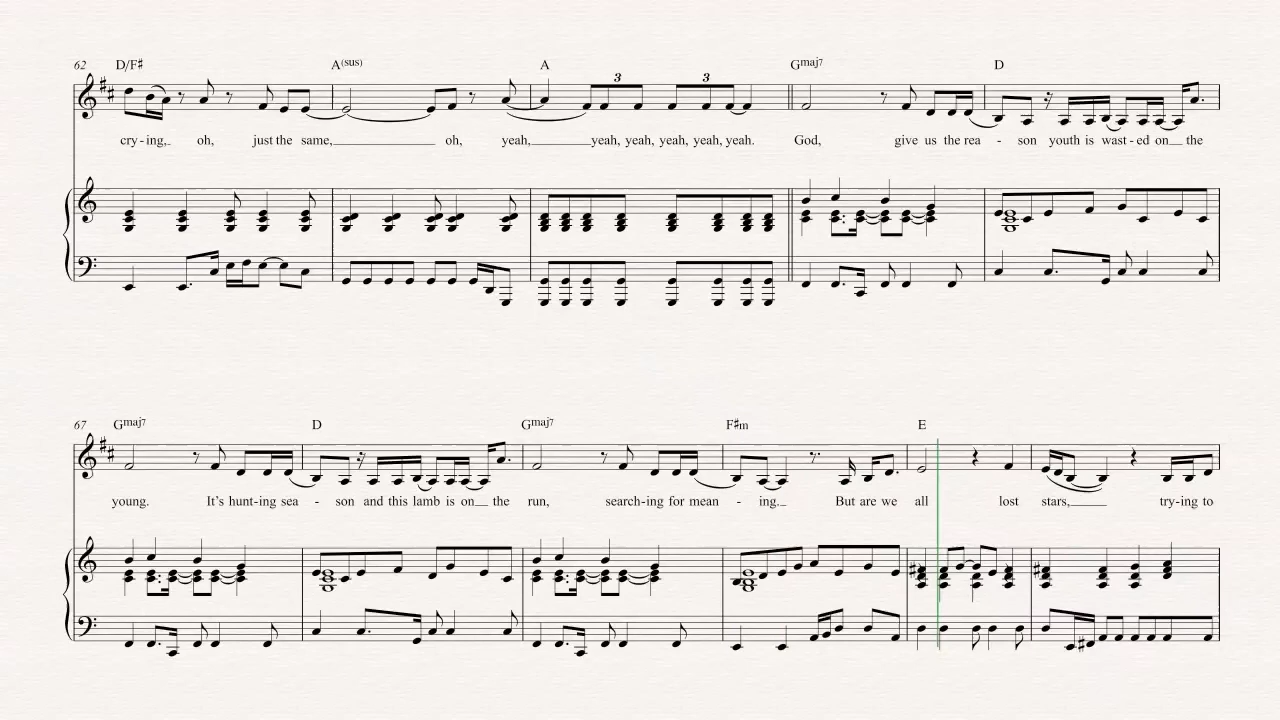 62 D/F# A(sus) A Gmaj7 D
3 3
cry-ing, oh, just the same, oh, yeah, yeah, yeah, yeah, yeah, yeah. God, give us the rea - son youth is wast-ed on the
67 Gmaj7 D Gmaj7 F#m E
young. It's hunt-ing sea - son and this lamb is on the run, search-ing for mean - ing. But are we all lost stars, try-ing to